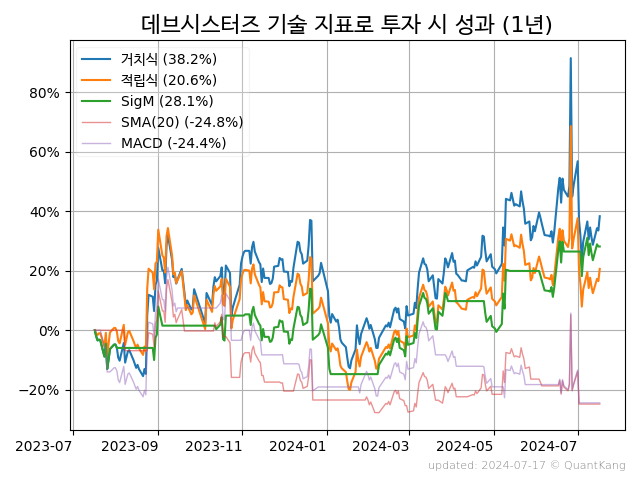 데브시스터즈 기술 지표로 투자 시 성과 (1년)
거치식 (38.2%)
적립식 (20.6%)
SigM (28.1%)
SMA(20) (-24.8%)
MACD (-24.4%)
80%
60%
40%
20%
0%
−20%
2023-07 2023-09 2023-11 2024-01 2024-03 2024-05 2024-07
updated: 2024-07-17 © QuantKang